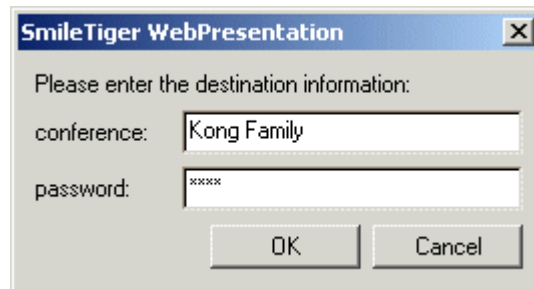 SmileTiger WebPresentation
Please enter the destination information:
conference: Kong Family
password: ****
OK Cancel